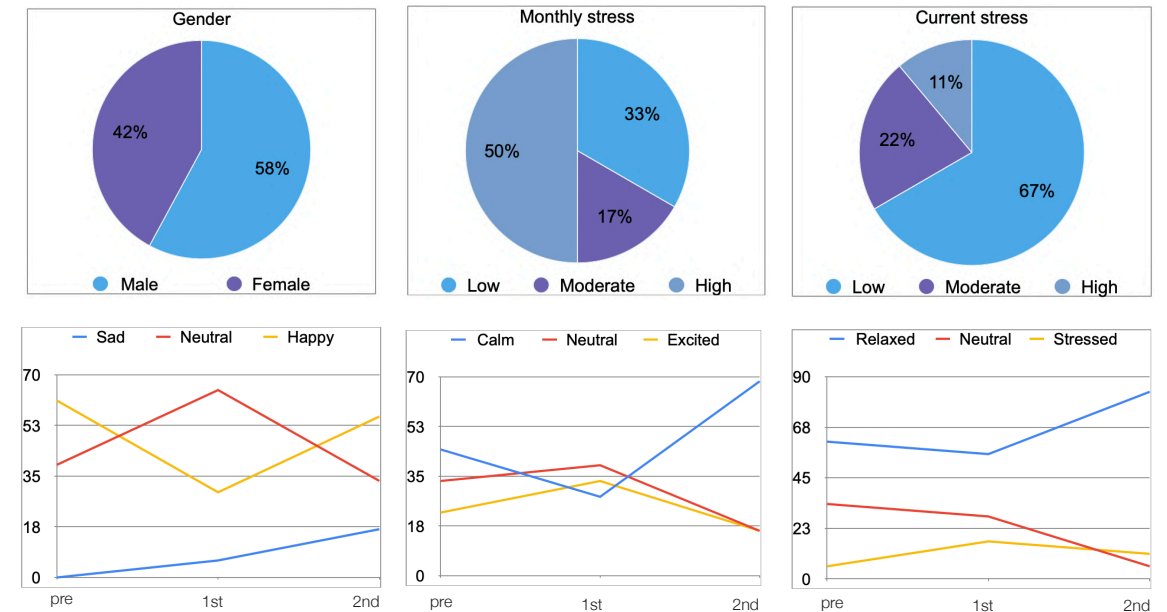 Gender
42%
58%
Male Female
Monthly stress
33%
50%
17%
Low Moderate High
Current stress
11%
22%
67%
Low Moderate High
Sad Neutral Happy
70
53
35
18
0
pre 1st 2nd
Calm Neutral Excited
70
53
35
18
0
pre 1st 2nd
Relaxed Neutral Stressed
90
68
45
23
0
pre 1st 2nd